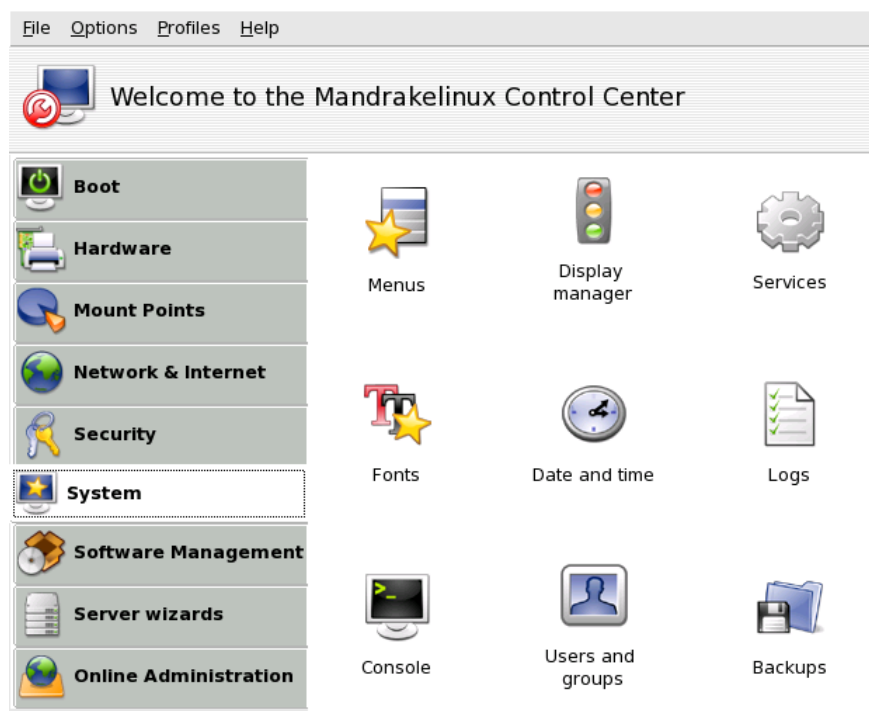 File Options Profiles Help
Welcome to the Mandrakelinux Control Center
Boot
Hardware
Mount Points
Network & Internet
Security
System
Software Management
Server wizards
Online Administration
Menus
Display
manager
Services
Fonts
Date and time
Logs
Console
Users and
groups
Backups